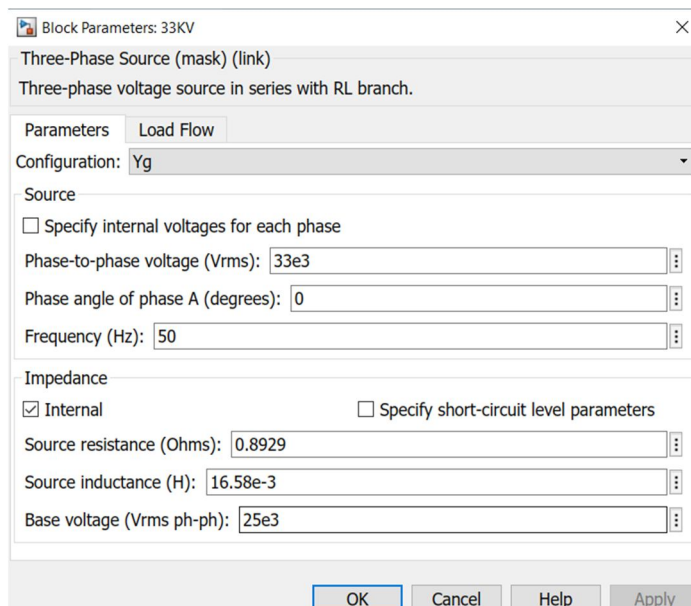 Block Parameters: 33KV
Three-Phase Source (mask) (link)
Three-phase voltage source in series with RL branch.
Parameters Load Flow
Configuration: Yg
Source
Specify internal voltages for each phase
Phase-to-phase voltage (Vrms): 33e3
Phase angle of phase A (degrees): 0
Frequency (Hz): 50
Impedance
Internal Specify short-circuit level parameters
Source resistance (Ohms): 0.8929
Source inductance (H): 16.58e-3
Base voltage (Vrms ph-ph): 25e3
OK Cancel Help Apply